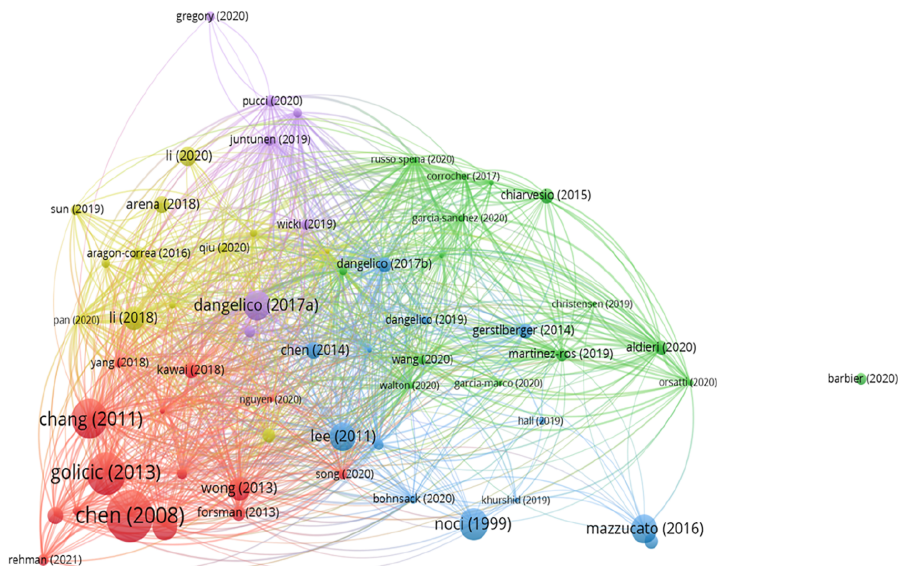 gregory (2020)
pucci (2020)
juntunen (2019)
li (2020)
russo spena (2020)
corrocher (2017)
chiarvesio (2015)
sun (2019)
arena (2018)
garcia-sanchez (2020)
wicki (2019)
qiu (2020)
aragon-correa (2016)
dangelico (2017b)
dangelico (2017a)
christensen (2019)
pan (2020)
li (2018)
dangelico (2019)
gerstlberger (2014)
chen (2014)
martinez-ros (2019)
aldieri (2020)
yang (2018)
kawai (2018)
wang (2020)
walton (2020)
garcia-marco (2020)
orsatti (2020)
barbier (2020)
nguyen (2020)
chang (2011)
hall (2019)
lee (2011)
golicic (2013)
song (2020)
wong (2013)
bohnsack (2020)
khurshid (2019)
forsman (2013)
chen (2008)
noci (1999)
mazzucato (2016)
rehman (2021)